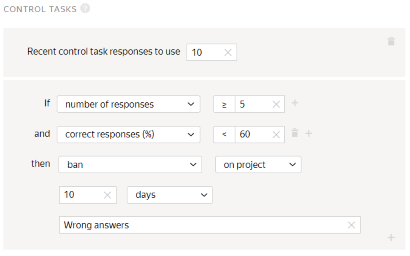 CONTROL TASKS ?
Recent control task responses to use 10
If number of responses ≥ 5
and correct responses (%) < 60
then ban on project
10 days
Wrong answers